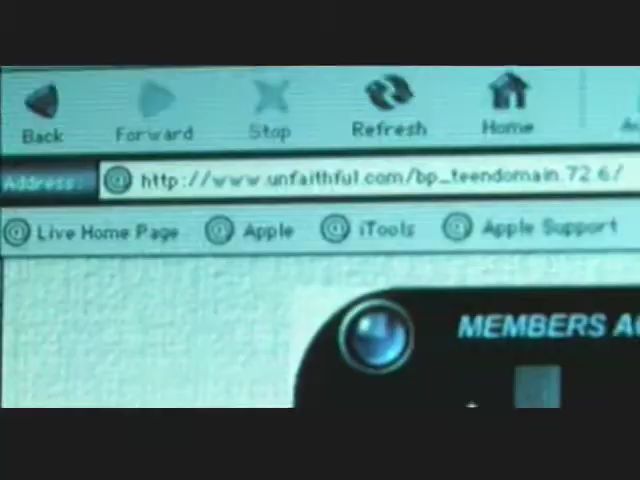 Back Forward Stop Refresh Home
Address: http://www.unfaithful.com/bp_teendomain.72.6/
Live Home Page Apple iTools Apple Support
MEMBERS